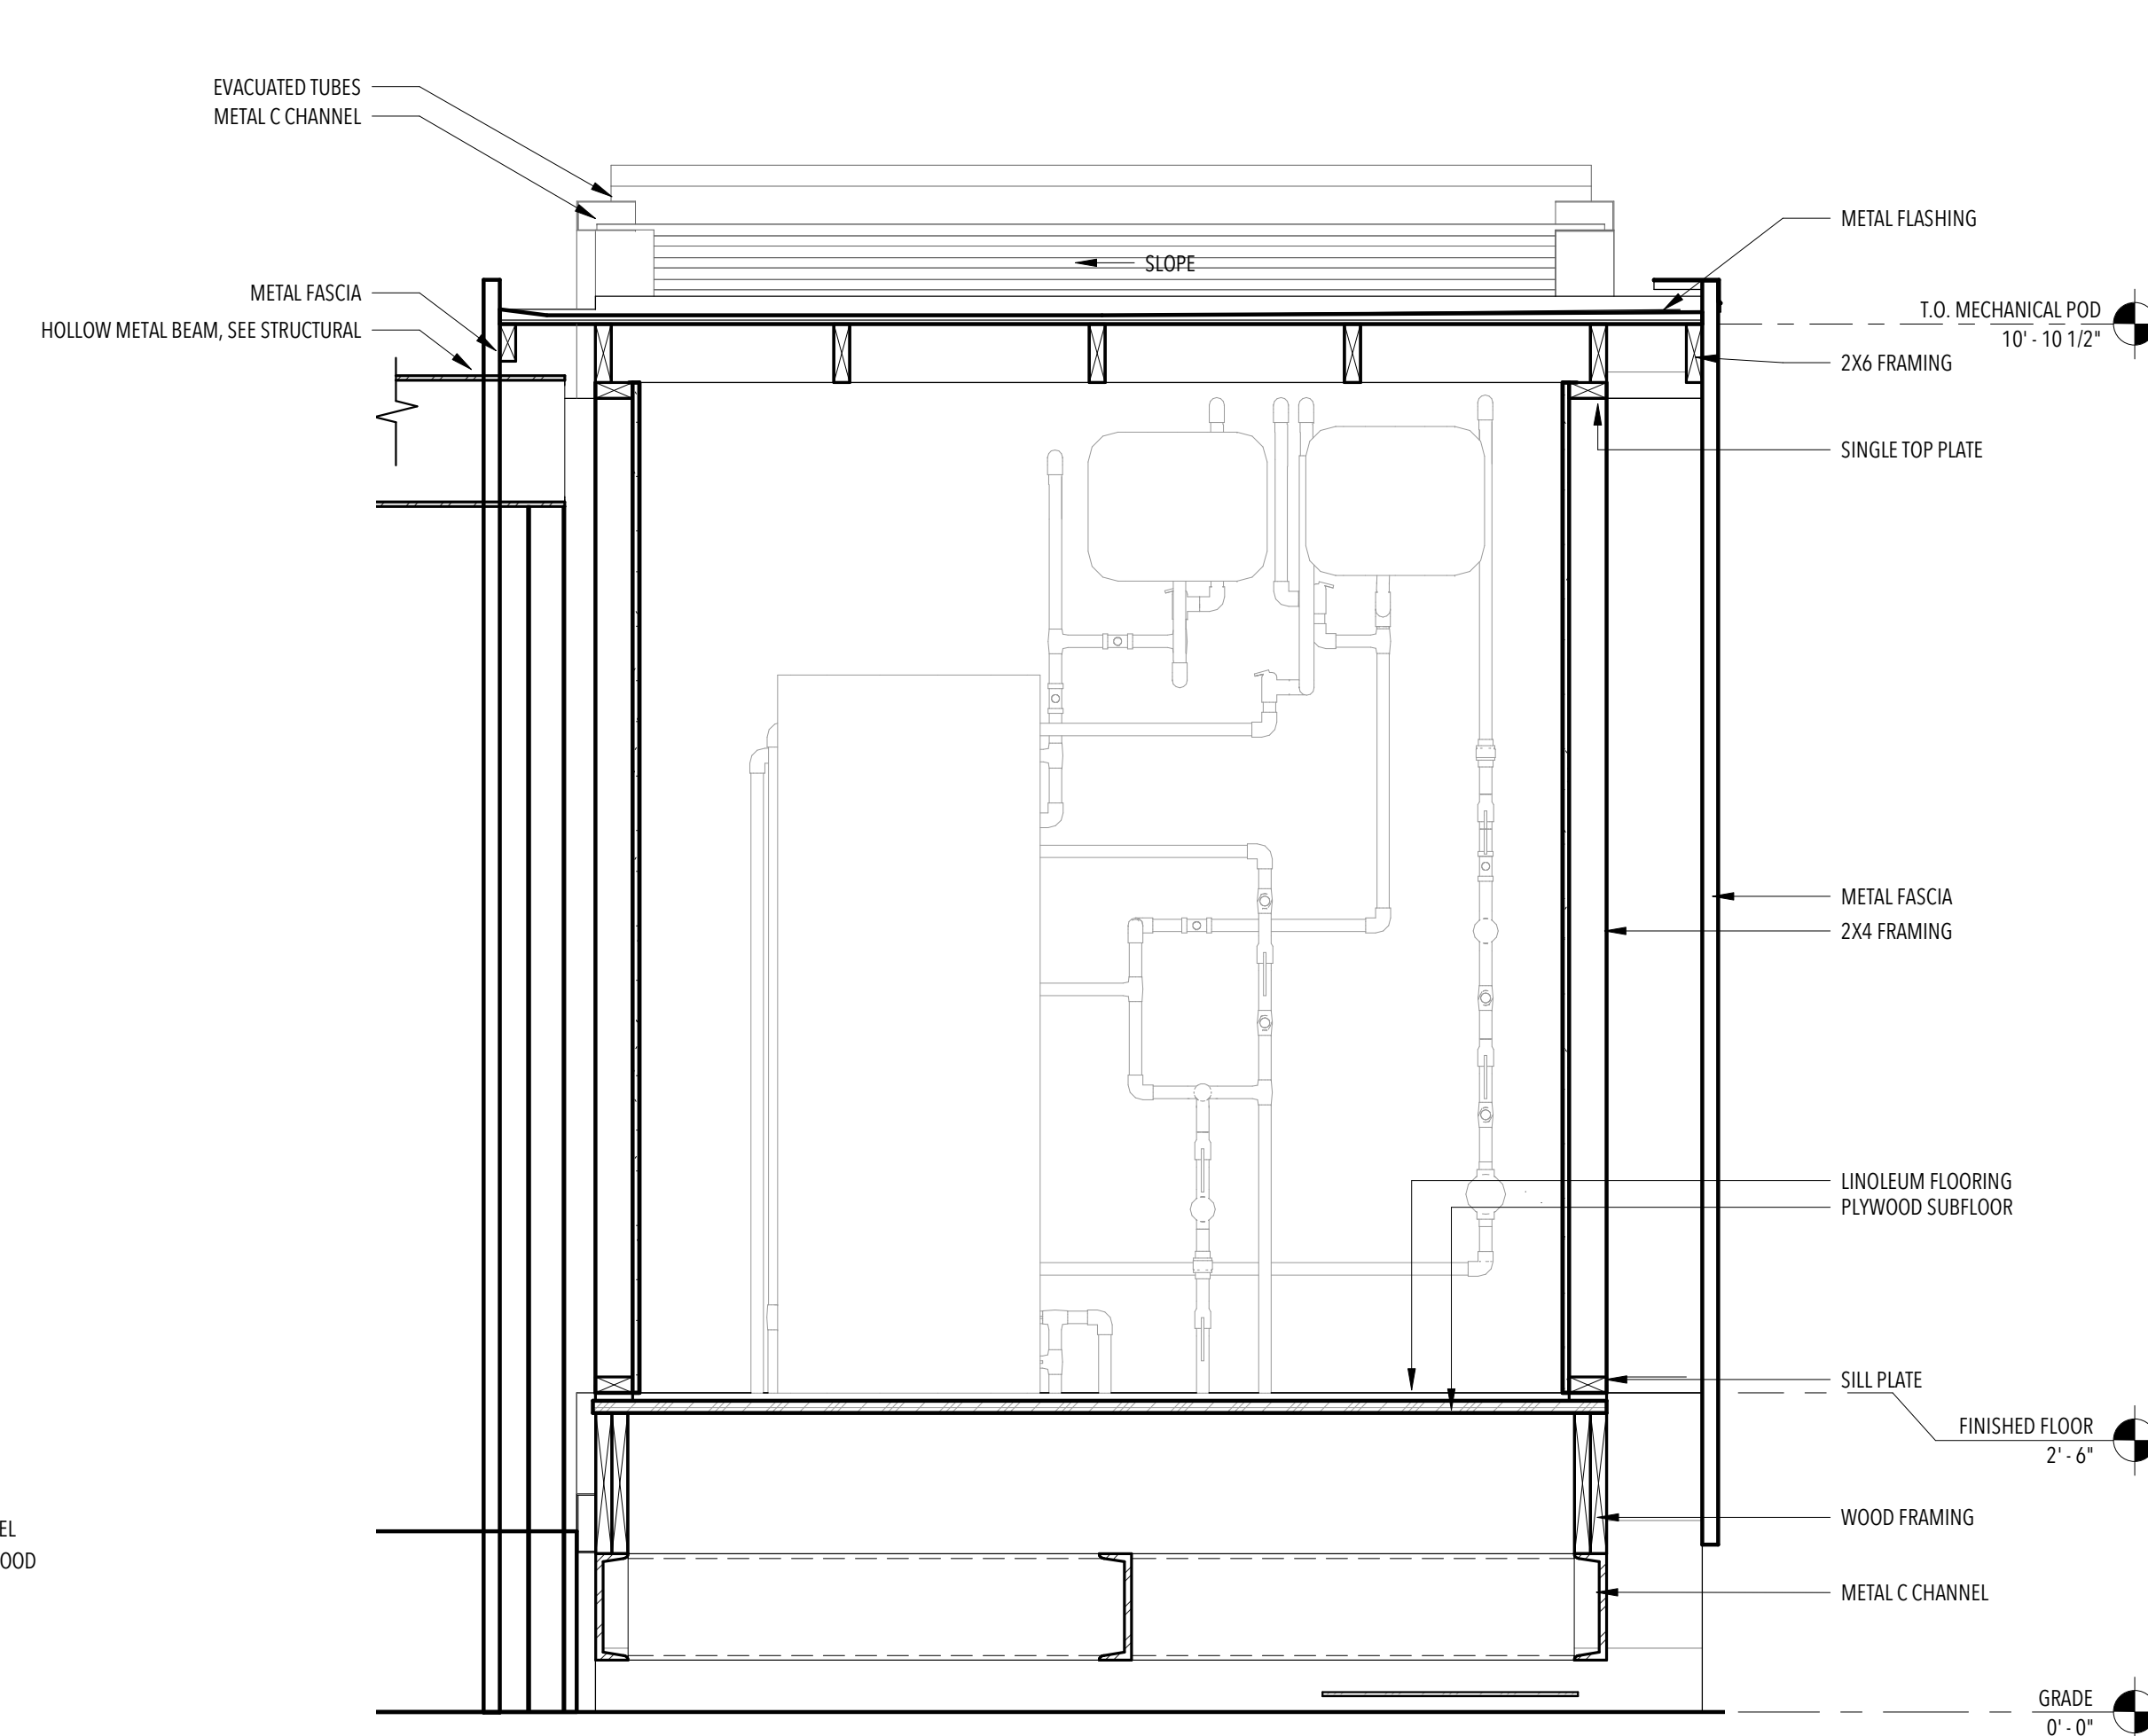 EVACUATED TUBES
METAL C CHANNEL
METAL FLASHING
SLOPE
METAL FASCIA
HOLLOW METAL BEAM, SEE STRUCTURAL
T.O. MECHANICAL POD
10' - 10 1/2"
2X6 FRAMING
SINGLE TOP PLATE
METAL FASCIA
2X4 FRAMING
LINOLEUM FLOORING
PLYWOOD SUBFLOOR
SILL PLATE
FINISHED FLOOR
2' - 6"
WOOD FRAMING
EL
OOD
METAL C CHANNEL
GRADE
0' - 0"